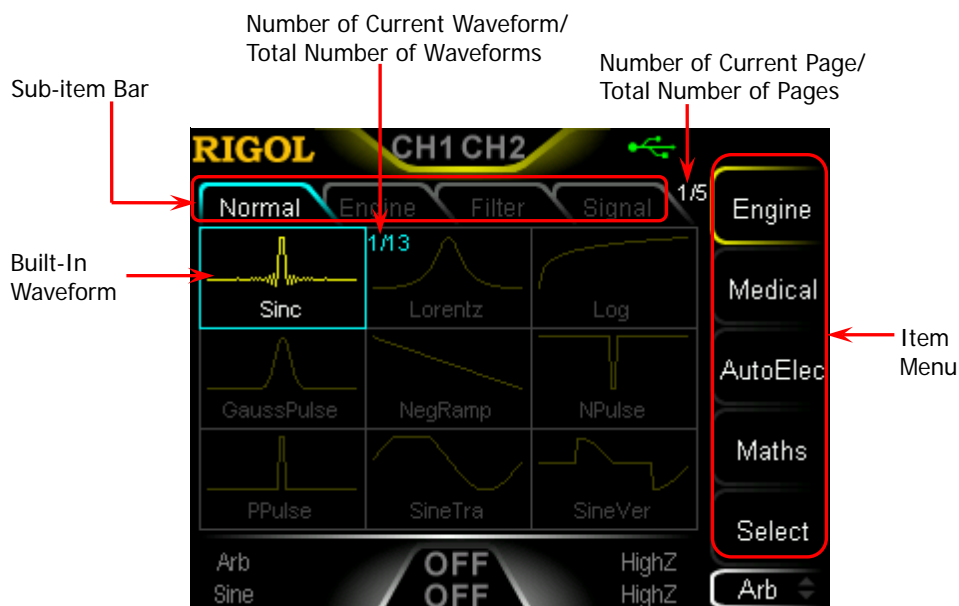 Number of Current Waveform/
Total Number of Waveforms
Number of Current Page/
Total Number of Pages
Sub-item Bar
RIGOL
CH1 CH2
Normal
Engine
Filter
Signal
1/5
Engine
1/13
Built-In
Waveform
Sinc
Lorentz
Log
Medical
Item
Menu
AutoElec
GaussPulse
NegRamp
NPulse
Maths
PPulse
SineTra
SineVer
Select
Arb
OFF
HighZ
Sine
OFF
HighZ
Arb